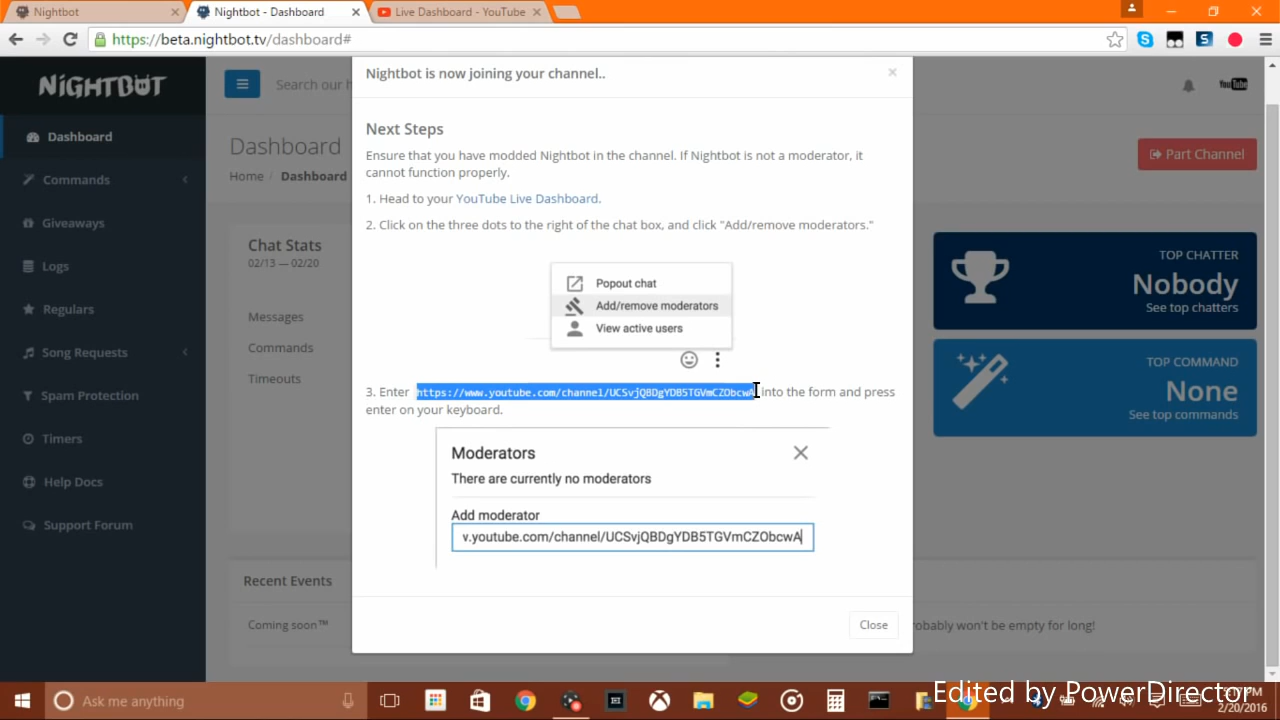 Nightbot
Nightbot - Dashboard
Live Dashboard - YouTube
https://beta.nightbot.tv/dashboard#
NiGHTBOT
Search our h
You Tube
Dashboard
Commands
Giveaways
Logs
Regulars
Song Requests
Spam Protection
Timers
Help Docs
Support Forum
Dashboard
Home / Dashboard
Part Channel
Chat Stats
02/13 — 02/20
Messages
Commands
Timeouts
TOP CHATTER
Nobody
See top chatters
TOP COMMAND
None
See top commands
Recent Events
Coming soon™
robably won't be empty for long!
Nightbot is now joining your channel..
Next Steps
Ensure that you have modded Nightbot in the channel. If Nightbot is not a moderator, it
cannot function properly.
1. Head to your YouTube Live Dashboard.
2. Click on the three dots to the right of the chat box, and click "Add/remove moderators."
Popout chat
Add/remove moderators
View active users
3. Enter https://www.youtube.com/channel/UCSvjQBDgYDB5TGVmCZObcwA into the form and press
enter on your keyboard.
Moderators
There are currently no moderators
Add moderator
v.youtube.com/channel/UCSvjQBDgYDB5TGVmCZObcwA
Close
Ask me anything
Edited by PowerDirector
2/20/2016